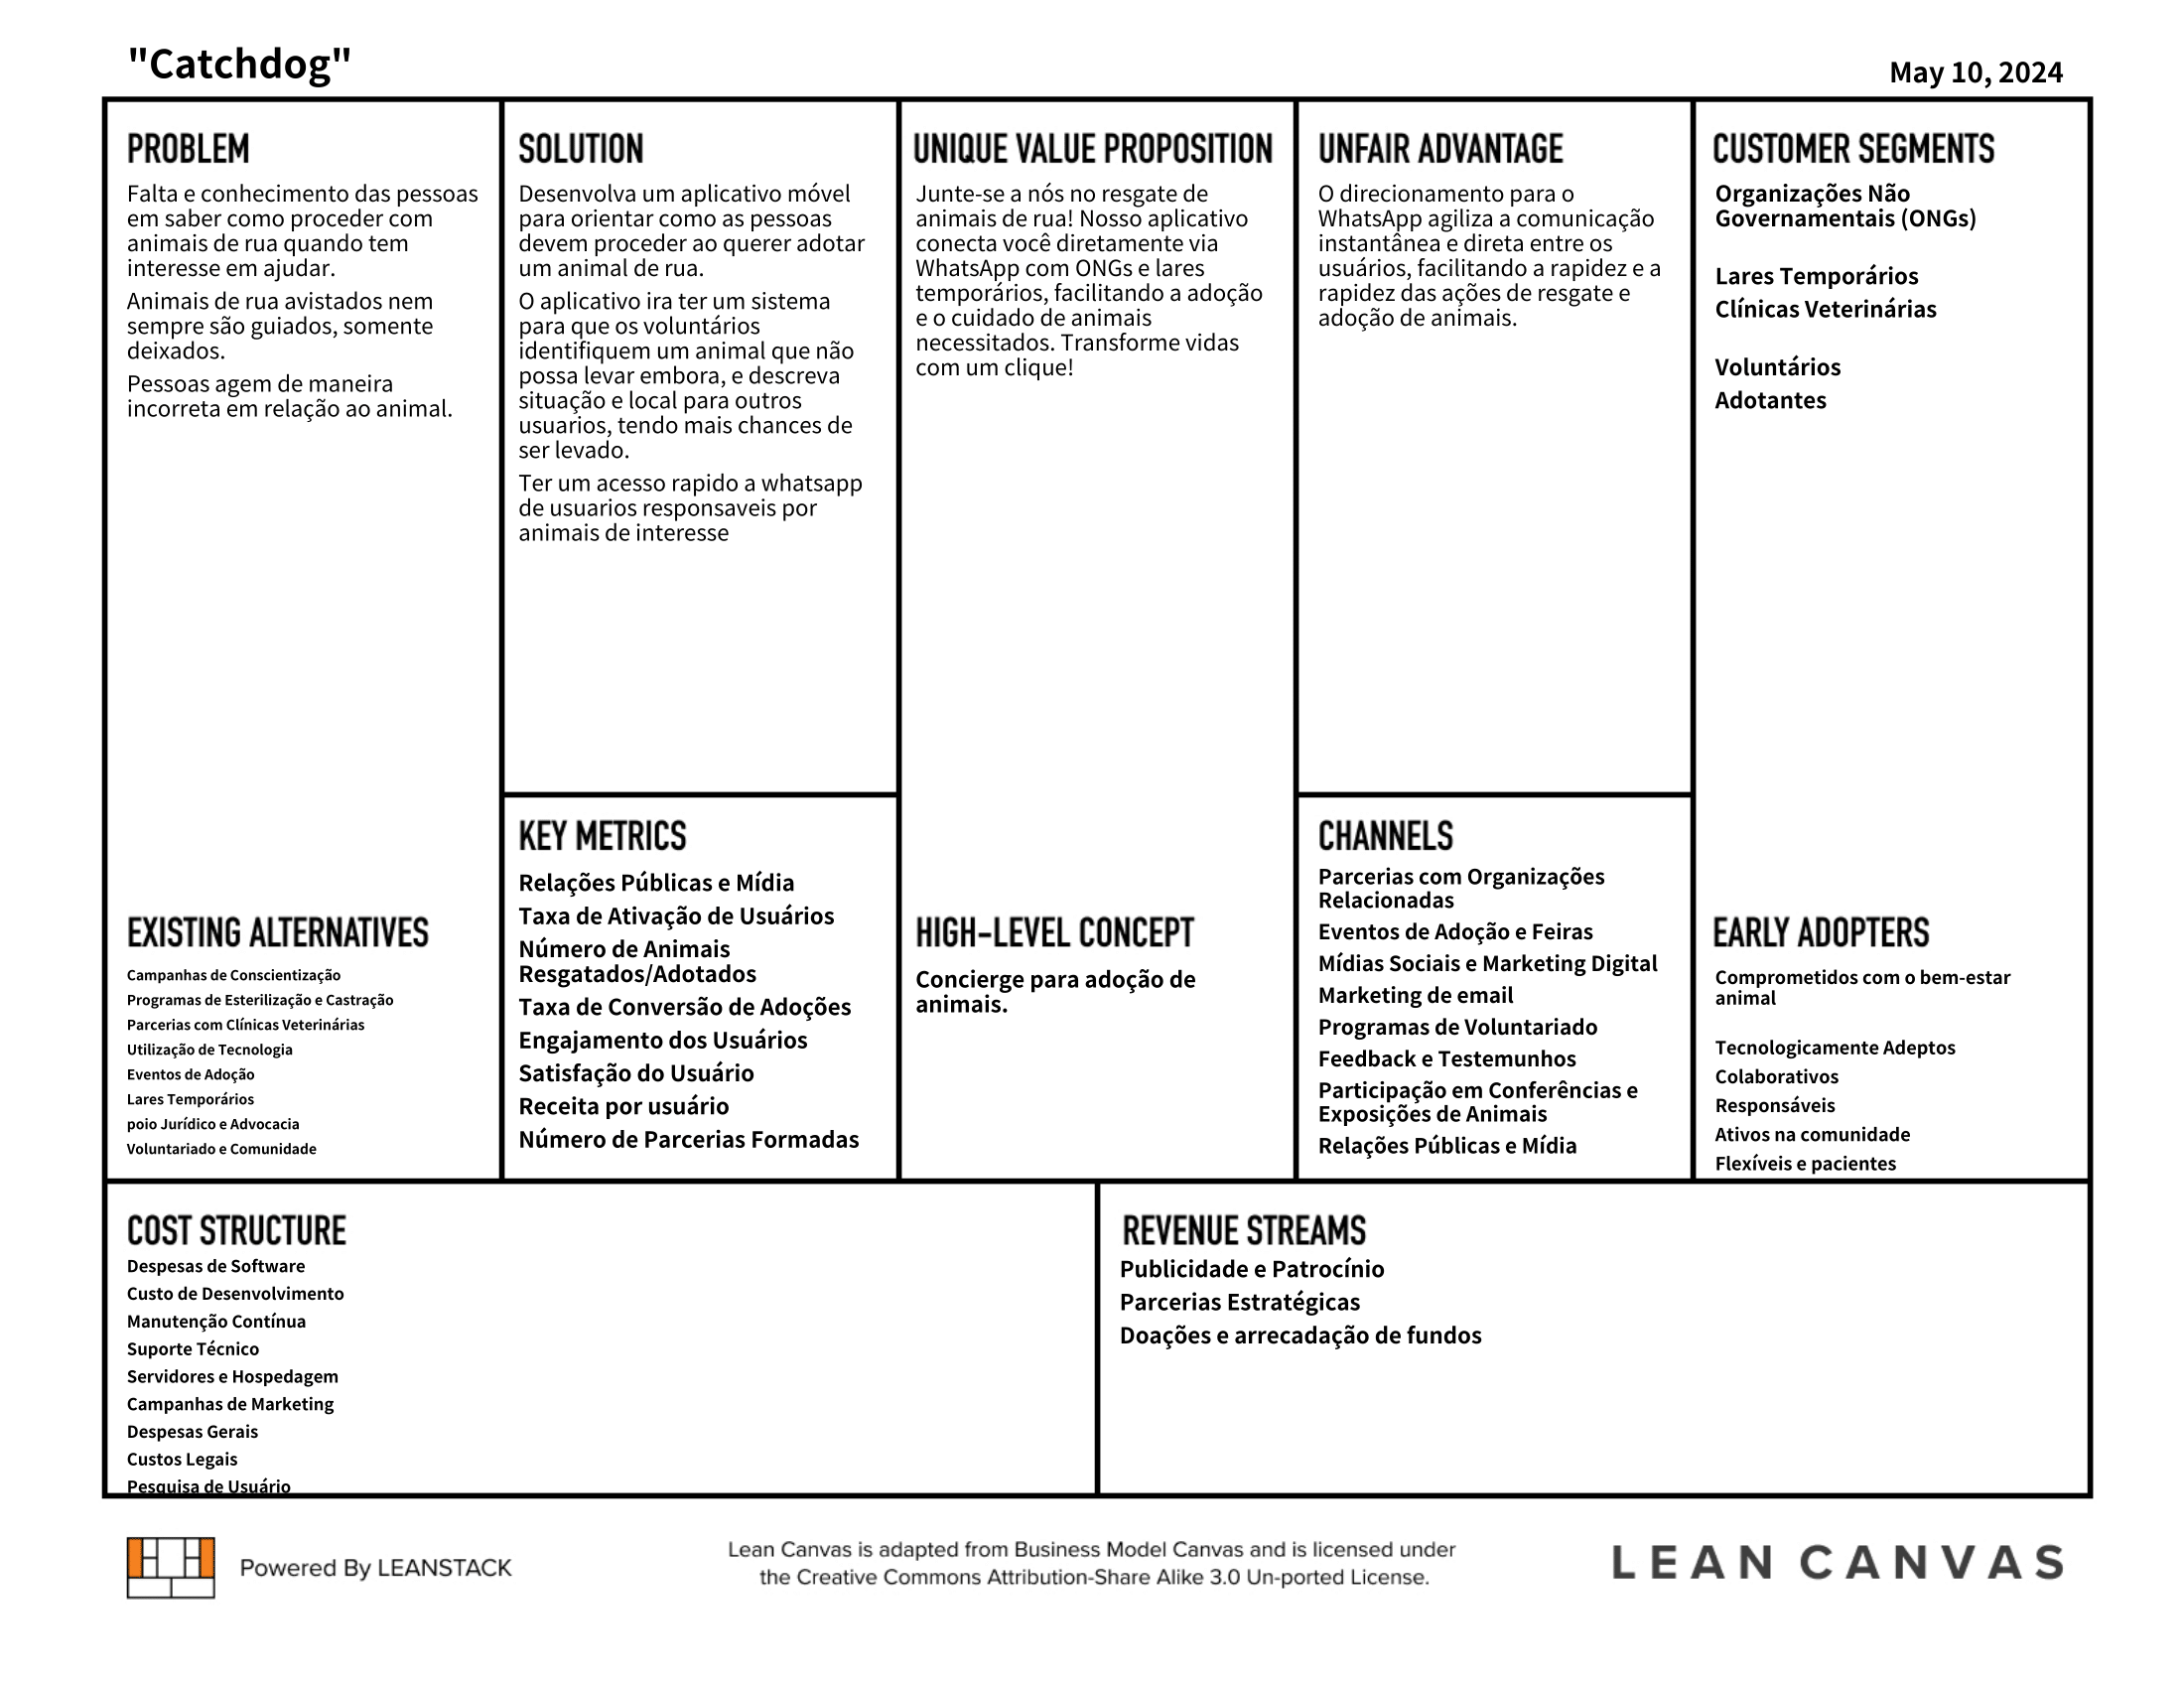 "Catchdog"
May 10, 2024
PROBLEM
Falta e conhecimento das pessoas
em saber como proceder com
animais de rua quando tem
interesse em ajudar.
Animais de rua avistados nem
sempre são guiados, somente
deixados.
Pessoas agem de maneira
incorreta em relação ao animal.
EXISTING ALTERNATIVES
Campanhas de Conscientização
Programas de Esterilização e Castração
Parcerias com Clínicas Veterinárias
Utilização de Tecnologia
Eventos de Adoção
Lares Temporários
poio Jurídico e Advocacia
Voluntariado e Comunidade
SOLUTION
Desenvolva um aplicativo móvel
para orientar como as pessoas
devem proceder ao querer adotar
um animal de rua.
O aplicativo ira ter um sistema
para que os voluntários
identifiquem um animal que não
possa levar embora, e descreva
situação e local para outros
usuarios, tendo mais chances de
ser levado.
Ter um acesso rapido a whatsapp
de usuarios responsaveis por
animais de interesse
KEY METRICS
Relações Públicas e Mídia
Taxa de Ativação de Usuários
Número de Animais
Resgatados/Adotados
Taxa de Conversão de Adoções
Engajamento dos Usuários
Satisfação do Usuário
Receita por usuário
Número de Parcerias Formadas
UNIQUE VALUE PROPOSITION
Junte-se a nós no resgate de
animais de rua! Nosso aplicativo
conecta você diretamente via
WhatsApp com ONGs e lares
temporários, facilitando a adoção
e o cuidado de animais
necessitados. Transforme vidas
com um clique!
HIGH-LEVEL CONCEPT
Concierge para adoção de
animais.
UNFAIR ADVANTAGE
O direcionamento para o
WhatsApp agiliza a comunicação
instantânea e direta entre os
usuários, facilitando a rapidez e a
rapidez das ações de resgate e
adoção de animais.
CHANNELS
Parcerias com Organizações
Relacionadas
Eventos de Adoção e Feiras
Mídias Sociais e Marketing Digital
Marketing de email
Programas de Voluntariado
Feedback e Testemunhos
Participação em Conferências e
Exposições de Animais
Relações Públicas e Mídia
CUSTOMER SEGMENTS
Organizações Não
Governamentais (ONGs)
Lares Temporários
Clínicas Veterinárias
Voluntários
Adotantes
EARLY ADOPTERS
Comprometidos com o bem-estar
animal
Tecnologicamente Adeptos
Colaborativos
Responsáveis
Ativos na comunidade
Flexíveis e pacientes
COST STRUCTURE
Despesas de Software
Custo de Desenvolvimento
Manutenção Contínua
Suporte Técnico
Servidores e Hospedagem
Campanhas de Marketing
Despesas Gerais
Custos Legais
Pesquisa de Usuário
REVENUE STREAMS
Publicidade e Patrocínio
Parcerias Estratégicas
Doações e arrecadação de fundos
Powered By LEANSTACK
Lean Canvas is adapted from Business Model Canvas and is licensed under
the Creative Commons Attribution-Share Alike 3.0 Un-ported License.
LEAN CANVAS